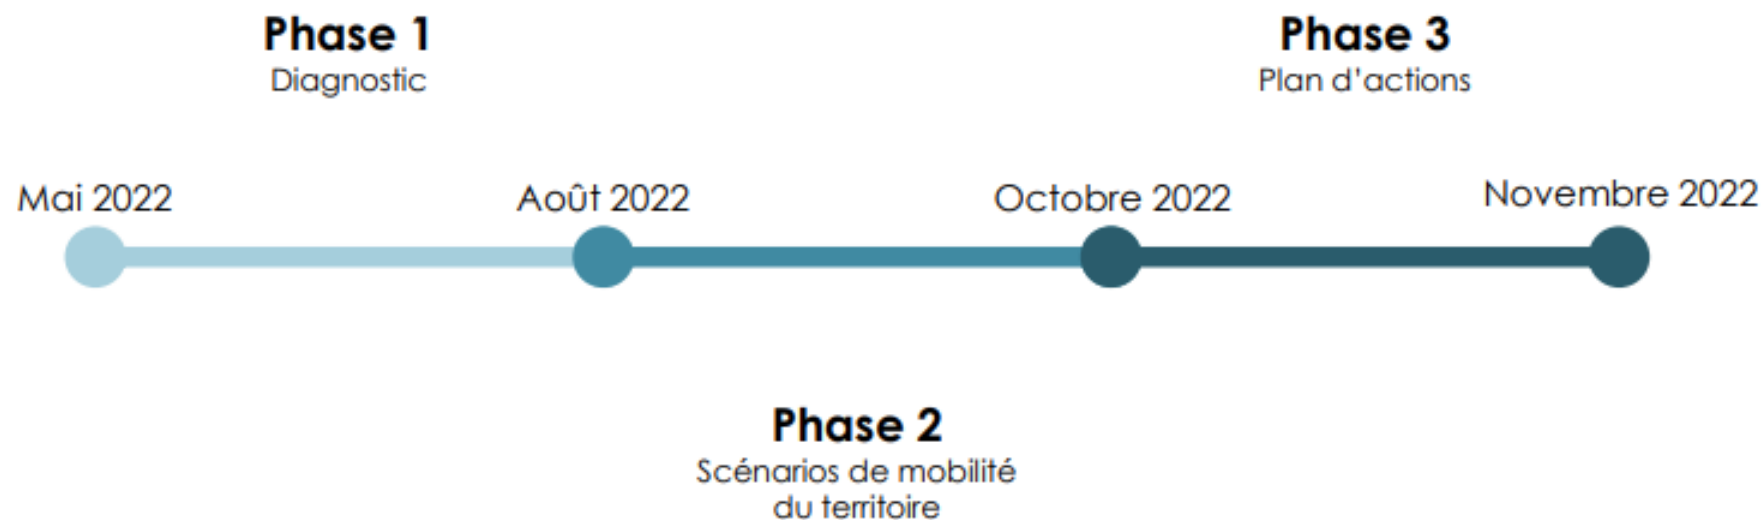 Phase 1
Diagnostic
Phase 3
Plan d’actions
Mai 2022
Août 2022
Octobre 2022
Novembre 2022
Phase 2
Scénarios de mobilité
du territoire